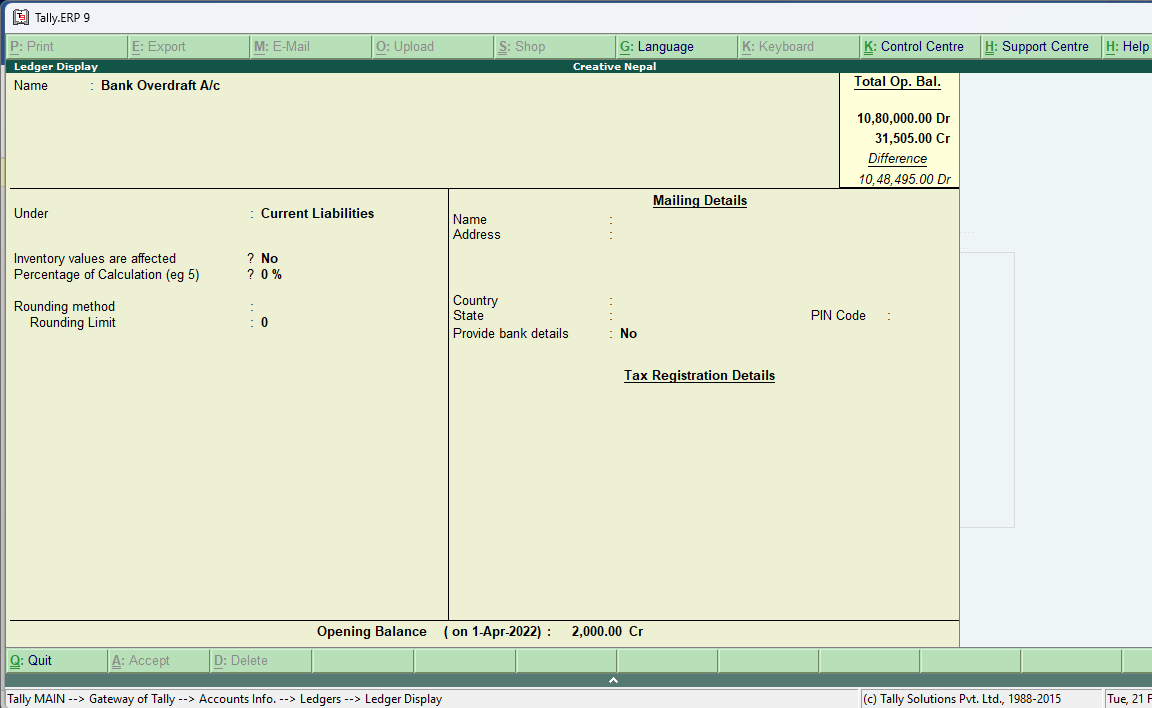 Tally.ERP 9
P: Print E: Export M: E-Mail O: Upload S: Shop G: Language K: Keyboard K: Control Centre H: Support Centre H: Help
Ledger Display Creative Nepal
Name : Bank Overdraft A/c
Total Op. Bal.
10,80,000.00 Dr
31,505.00 Cr
Difference
10,48,495.00 Dr
Under : Current Liabilities
Inventory values are affected ? No
Percentage of Calculation (eg 5) ? 0 %
Rounding method :
Rounding Limit : 0
Mailing Details
Name :
Address :
Country :
State : PIN Code :
Provide bank details : No
Tax Registration Details
Opening Balance ( on 1-Apr-2022) : 2,000.00 Cr
Q: Quit A: Accept D: Delete
Tally MAIN --> Gateway of Tally --> Accounts Info. --> Ledgers --> Ledger Display (c) Tally Solutions Pvt. Ltd., 1988-2015 Tue, 21 F